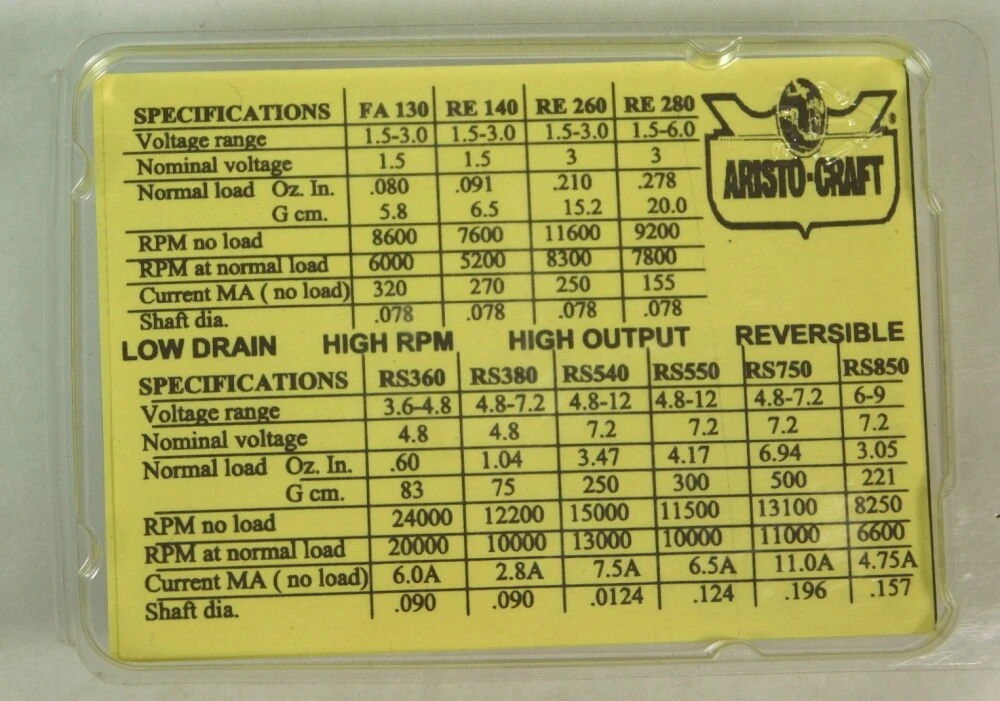 SPECIFICATIONS FA 130 RE 140 RE 260 RE 280
Voltage range 1.5-3.0 1.5-3.0 1.5-3.0 1.5-6.0
Nominal voltage 1.5 1.5 3 3
Normal load Oz. In. .080 .091 .210 .278
G cm. 5.8 6.5 15.2 20.0
RPM no load 8600 7600 11600 9200
RPM at normal load 6000 5200 8300 7800
Current MA ( no load) 320 270 250 155
Shaft dia. .078 .078 .078 .078
ARISTO-CRAFT ®
LOW DRAIN HIGH RPM HIGH OUTPUT REVERSIBLE
SPECIFICATIONS RS360 RS380 RS540 RS550 RS750 RS850
Voltage range 3.6-4.8 4.8-7.2 4.8-12 4.8-12 4.8-7.2 6-9
Nominal voltage 4.8 4.8 7.2 7.2 7.2 7.2
Normal load Oz. In. .60 1.04 3.47 4.17 6.94 3.05
G cm. 83 75 250 300 500 221
RPM no load 24000 12200 15000 11500 13100 8250
RPM at normal load 20000 10000 13000 10000 11000 6600
Current MA ( no load) 6.0A 2.8A 7.5A 6.5A 11.0A 4.75A
Shaft dia. .090 .090 .0124 .124 .196 .157